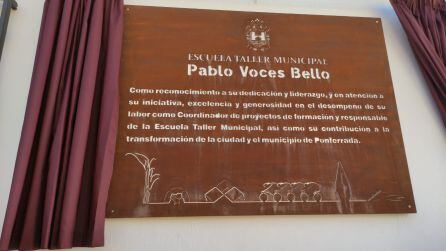 ESCUELA TALLER MUNICIPAL
Pablo Voces Bello
Como reconocimiento a su dedicación y liderazgo, y en atención a
su iniciativa, excelencia y generosidad en el desempeño de su
labor como Coordinador de proyectos de formación y responsable
de la Escuela Taller Municipal, así como su contribución a la
transformación de la ciudad y el municipio de Ponferrada.